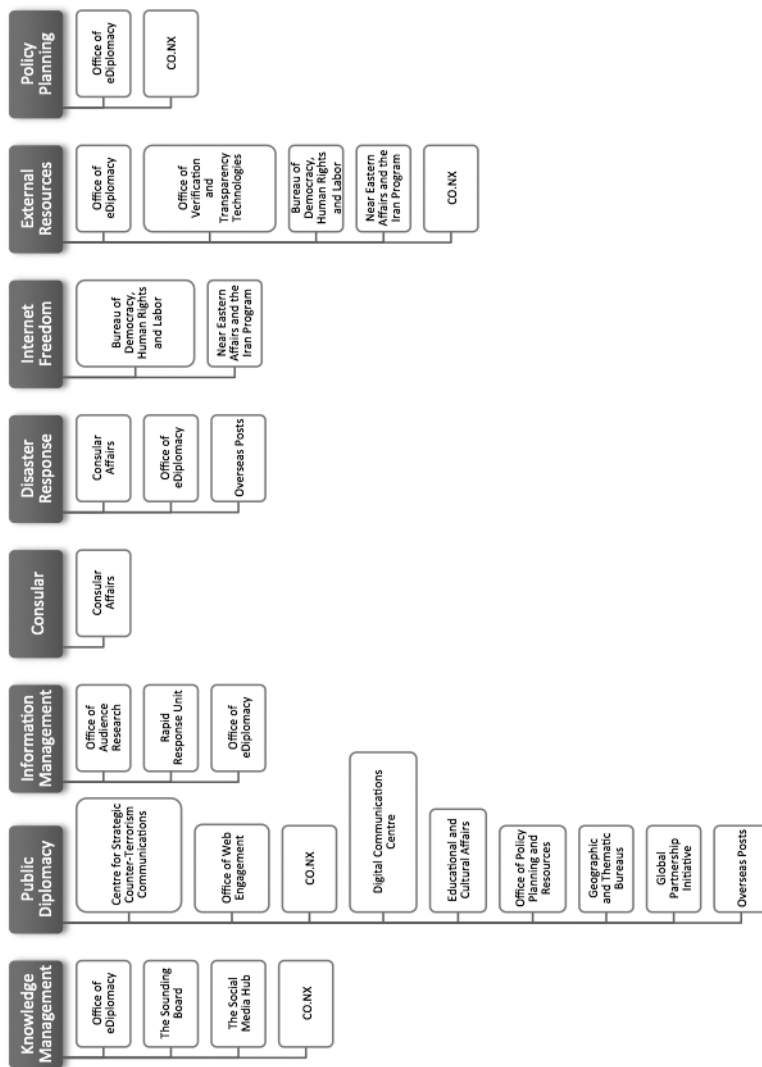 Knowledge
Management
Office of
eDiplomacy
The Sounding
Board
The Social
Media Hub
CO.NX
Public
Diplomacy
Centre for Strategic
Counter-Terrorism
Communications
Office of Web
Engagement
CO.NX
Digital Communications
Centre
Educational and
Cultural Affairs
Office of Policy
Planning and
Resources
Geographic
and Thematic
Bureaus
Global
Partnership
Initiative
Overseas Posts
Information
Management
Office of
Audience
Research
Rapid
Response Unit
Office of
eDiplomacy
Consular
Consular
Affairs
Disaster
Response
Consular
Affairs
Office of
eDiplomacy
Overseas Posts
Internet
Freedom
Bureau of
Democracy,
Human Rights
and Labor
Near Eastern
Affairs and the
Iran Program
External
Resources
Office of
eDiplomacy
Office of
Verification
and
Transparency
Technologies
Bureau of
Democracy,
Human Rights
and Labor
Near Eastern
Affairs and the
Iran Program
CO.NX
Policy
Planning
Office of
eDiplomacy
CO.NX